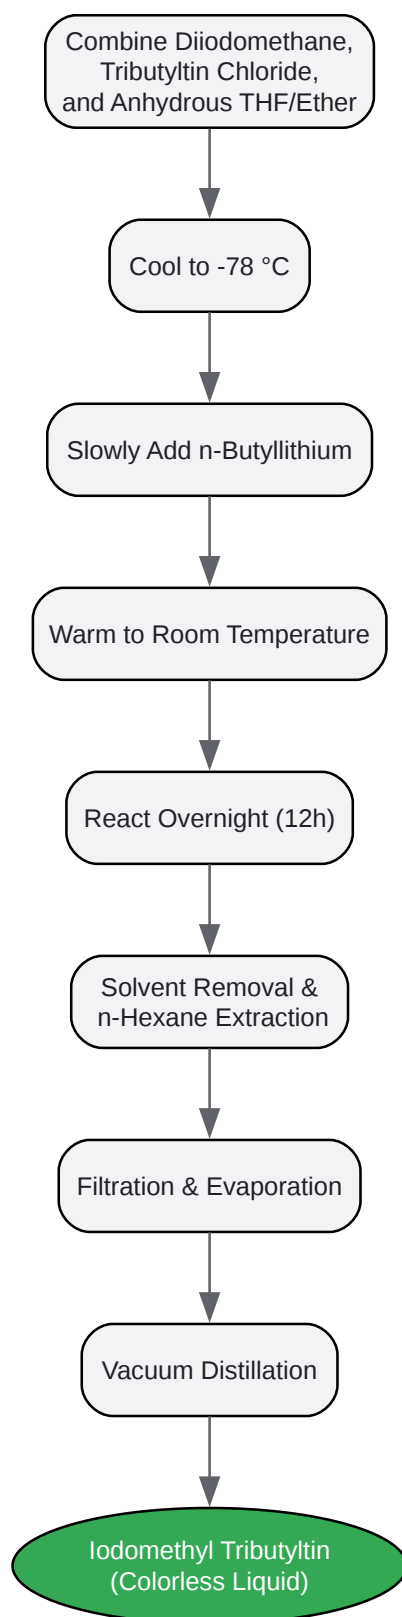 Combine Diiodomethane,
Tributyltin Chloride,
and Anhydrous THF/Ether
Cool to -78 °C
Slowly Add n-Butyllithium
Warm to Room Temperature
React Overnight (12h)
Solvent Removal &
n-Hexane Extraction
Filtration & Evaporation
Vacuum Distillation
Iodomethyl Tributyltin
(Colorless Liquid)